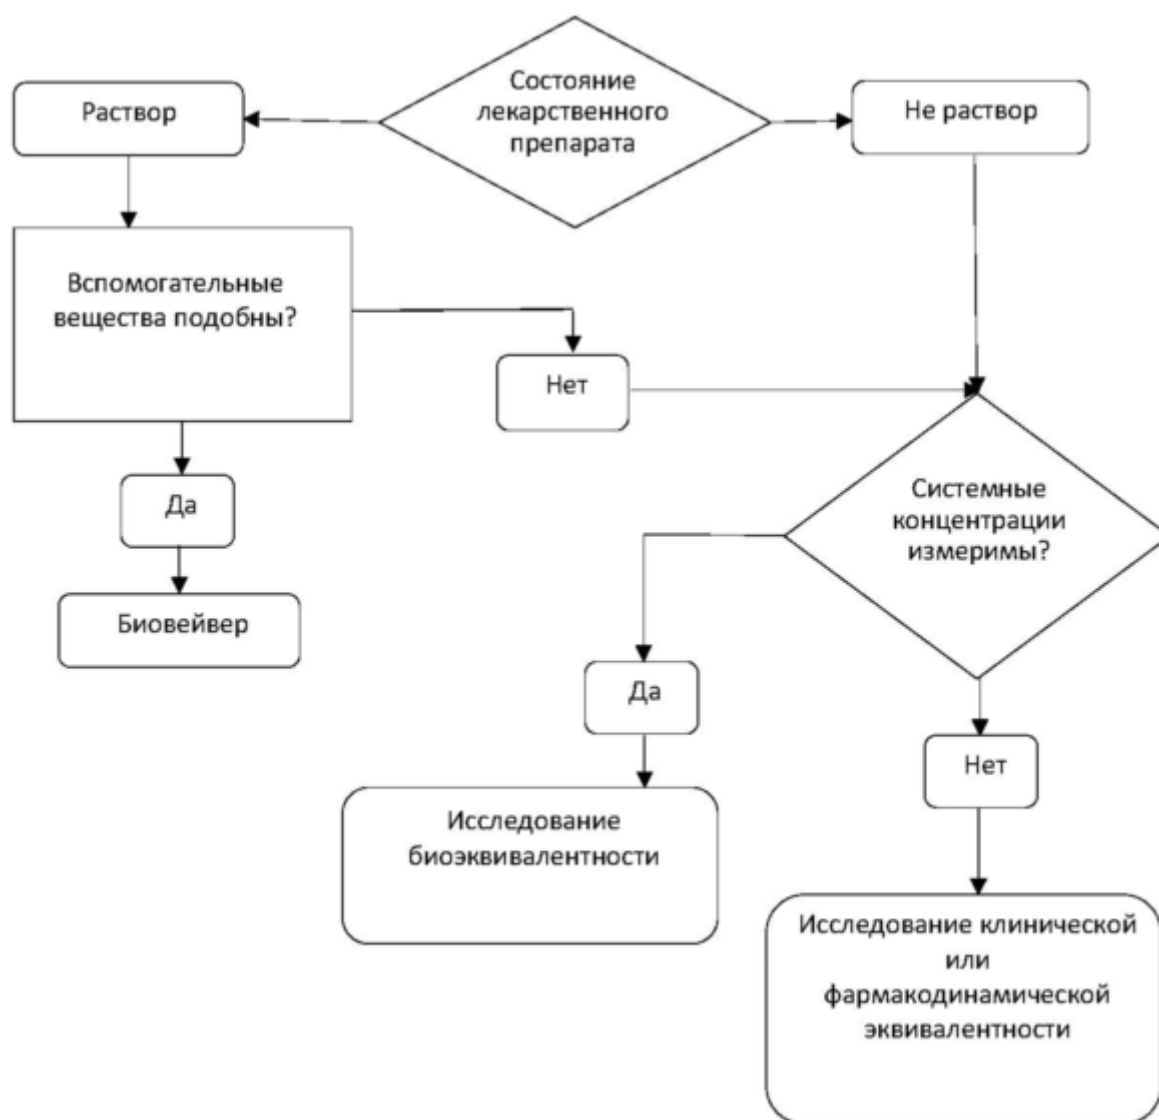 Состояние
лекарственного
препарата
Раствор
Не раствор
Вспомогательные
вещества подобны?
Нет
Да
Биовейвер
Системные
концентрации
измеримы?
Да
Нет
Исследование
биоэквивалентности
Исследование клинической
или
фармакодинамической
эквивалентности